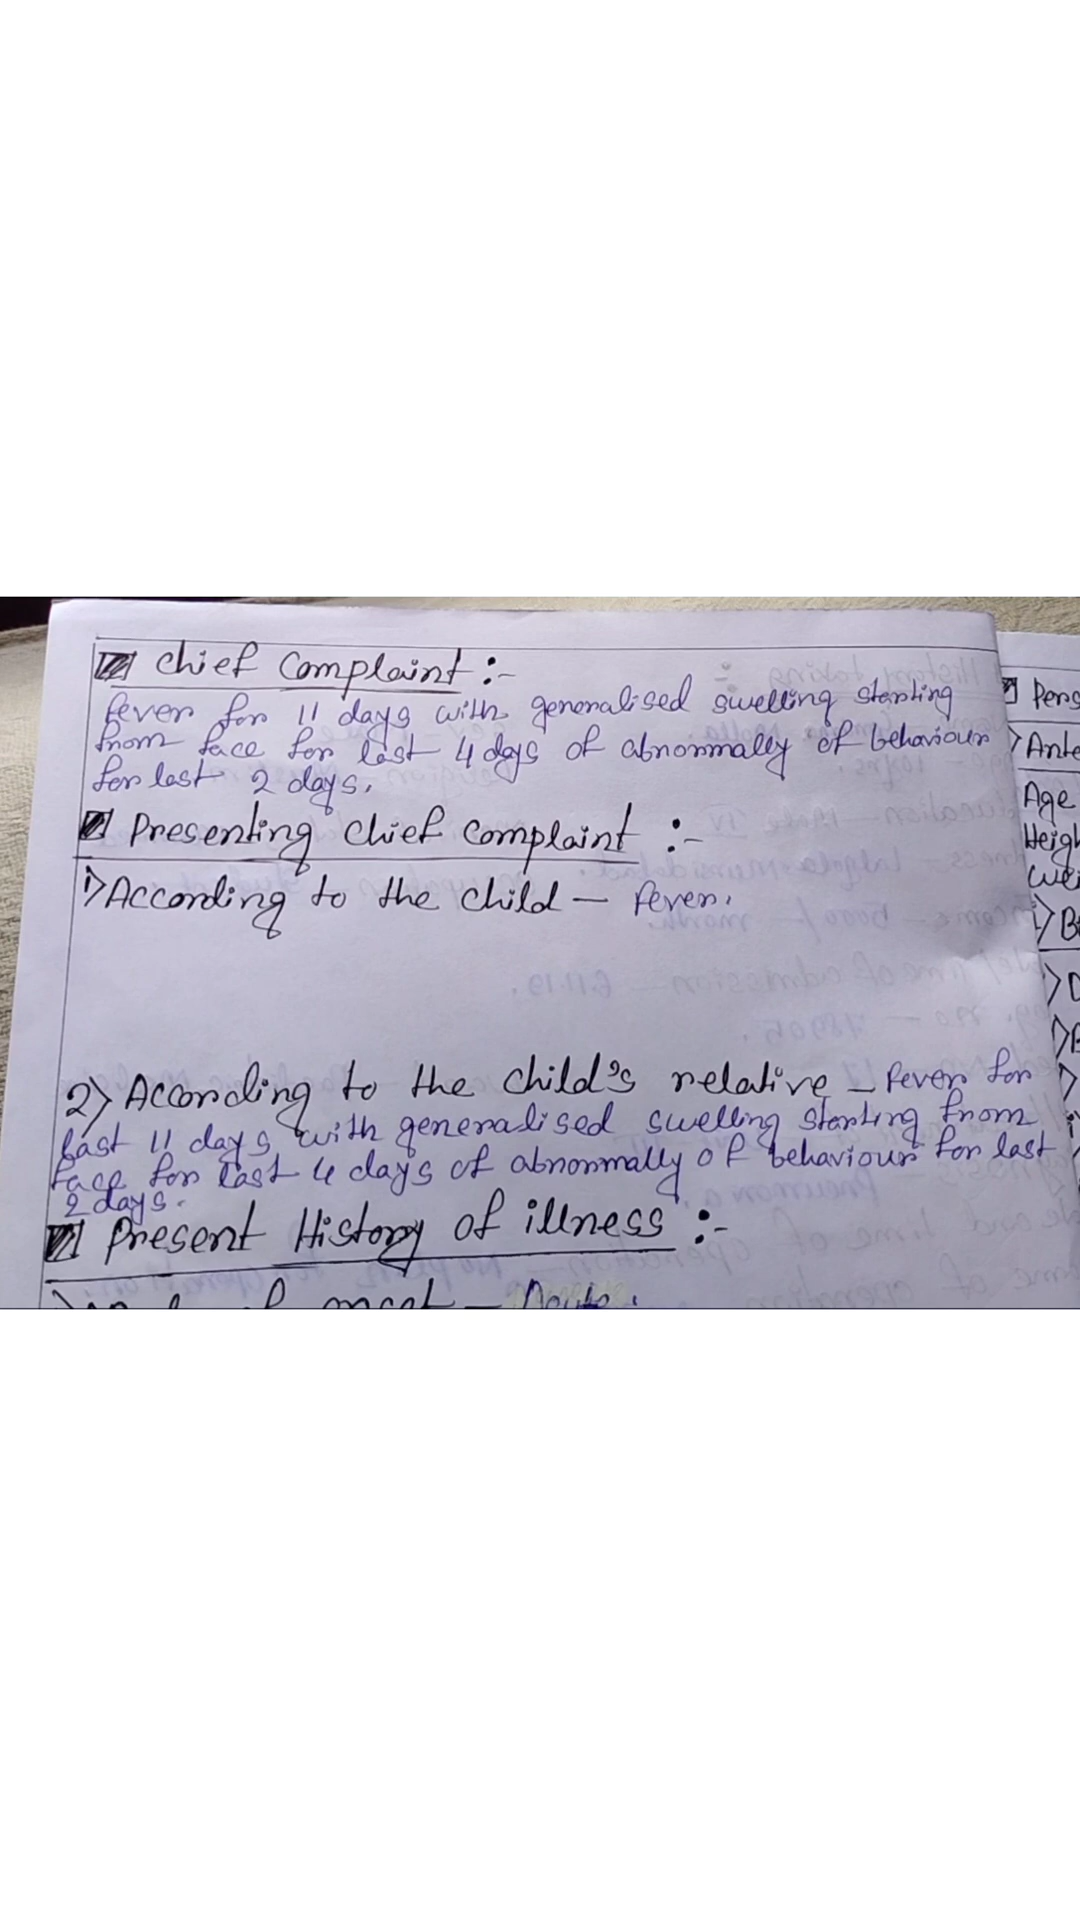 Chief Complaint :-
fever for 11 days with generalised swelling starting
from face for last 4 days of abnormally of behaviour
for last 2 days.
Presenting Chief Complaint :-
1) According to the child - fever.
2) According to the child's relative - fever for
last 11 days with generalised swelling starting from
face for last 4 days of abnormally of behaviour for last
2 days.
Present History of illness :-
Ante
Age